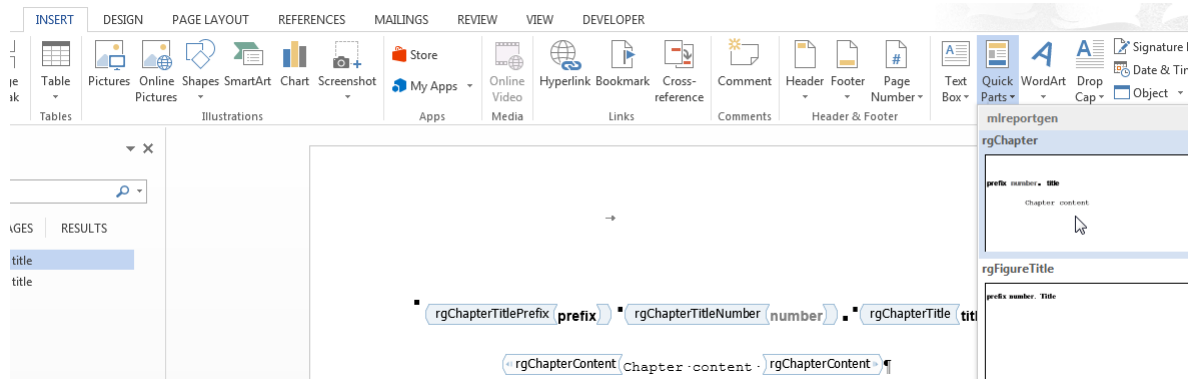 INSERT DESIGN PAGE LAYOUT REFERENCES MAILINGS REVIEW VIEW DEVELOPER
Table
Pictures
Online Pictures
Shapes
SmartArt
Chart
Screenshot
Store
My Apps
Online Video
Hyperlink
Bookmark
Cross-reference
Comment
Header
Footer
Page Number
Text Box
Quick Parts
WordArt
Drop Cap
Signature
Date & Tir
Object
Tables Illustrations Apps Media Links Comments Header & Footer
RESULTS
title
title
rgChapterTitlePrefix prefix rgChapterTitleNumber number . rgChapterTitle titl
rgChapterContent Chapter content rgChapterContent ¶
mlreportgen
rgChapter
prefix number. title
Chapter content
rgFigureTitle
prefix number. Title